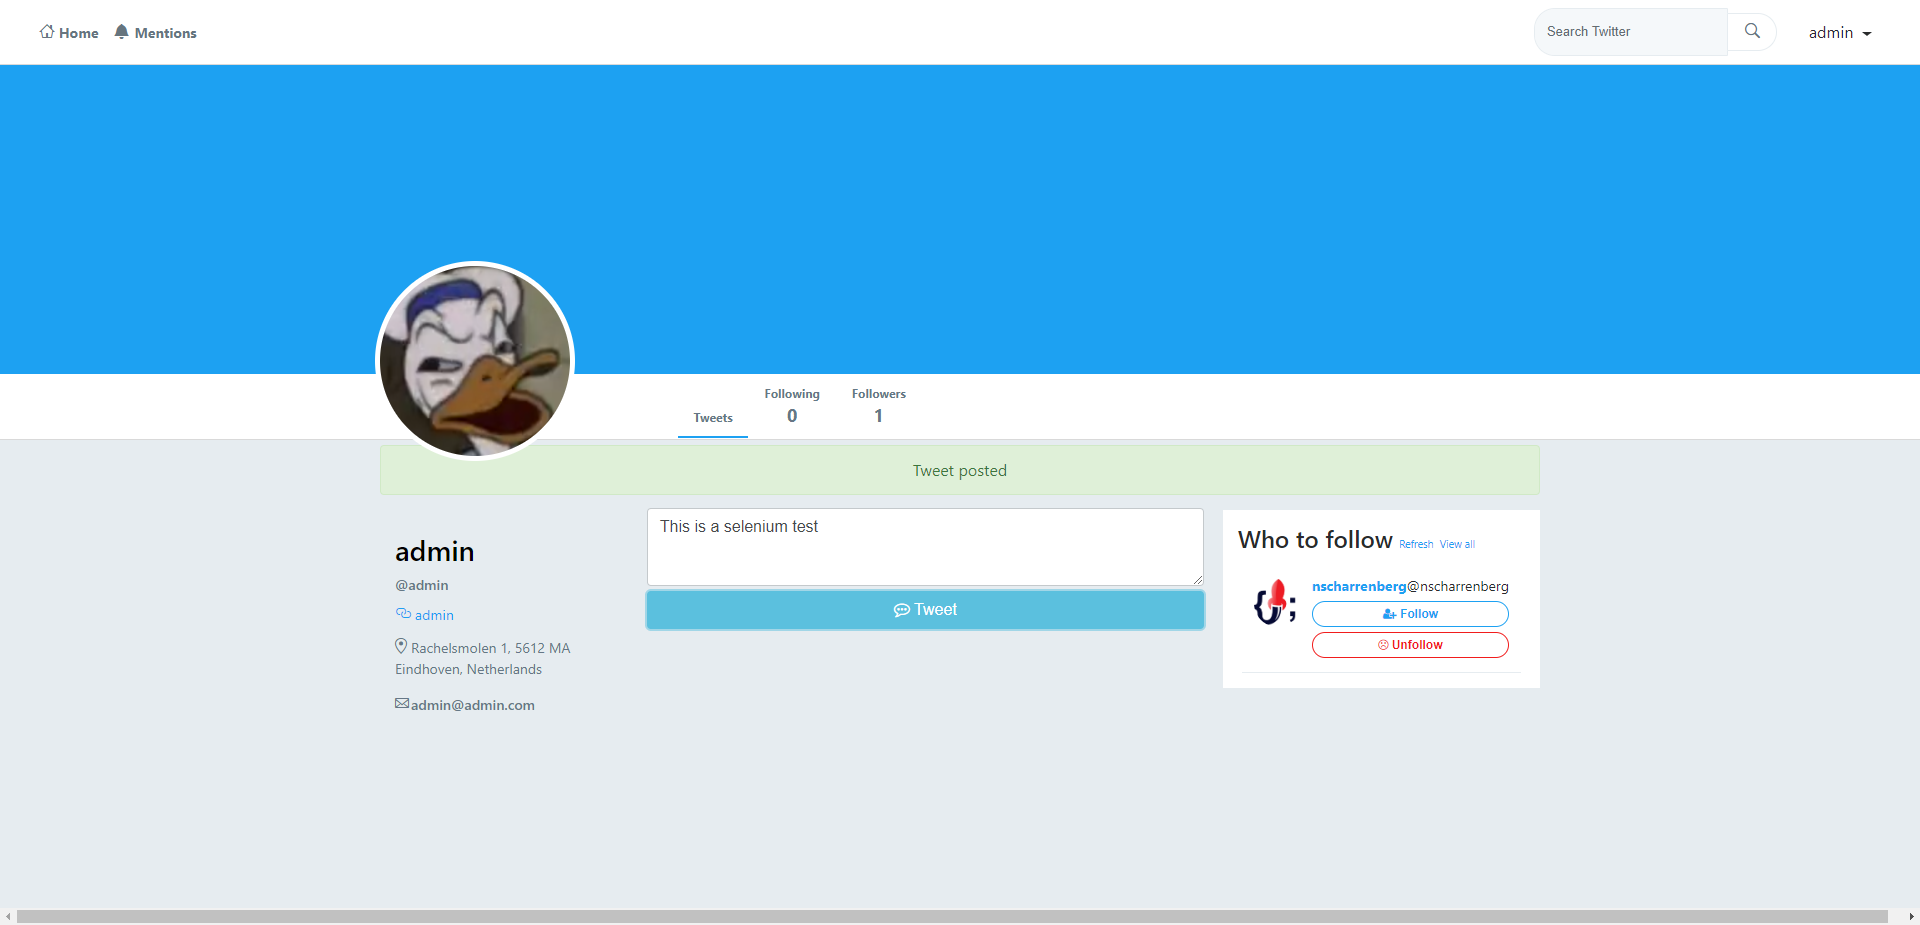 Home Mentions Search Twitter admin
Following Followers
Tweets 0 1
Tweet posted
This is a selenium test
Tweet
admin
@admin
admin
Rachelsmolen 1, 5612 MA
Eindhoven, Netherlands
admin@admin.com
Who to follow Refresh View all
nscharrenberg@nscharrenberg
Follow
Unfollow